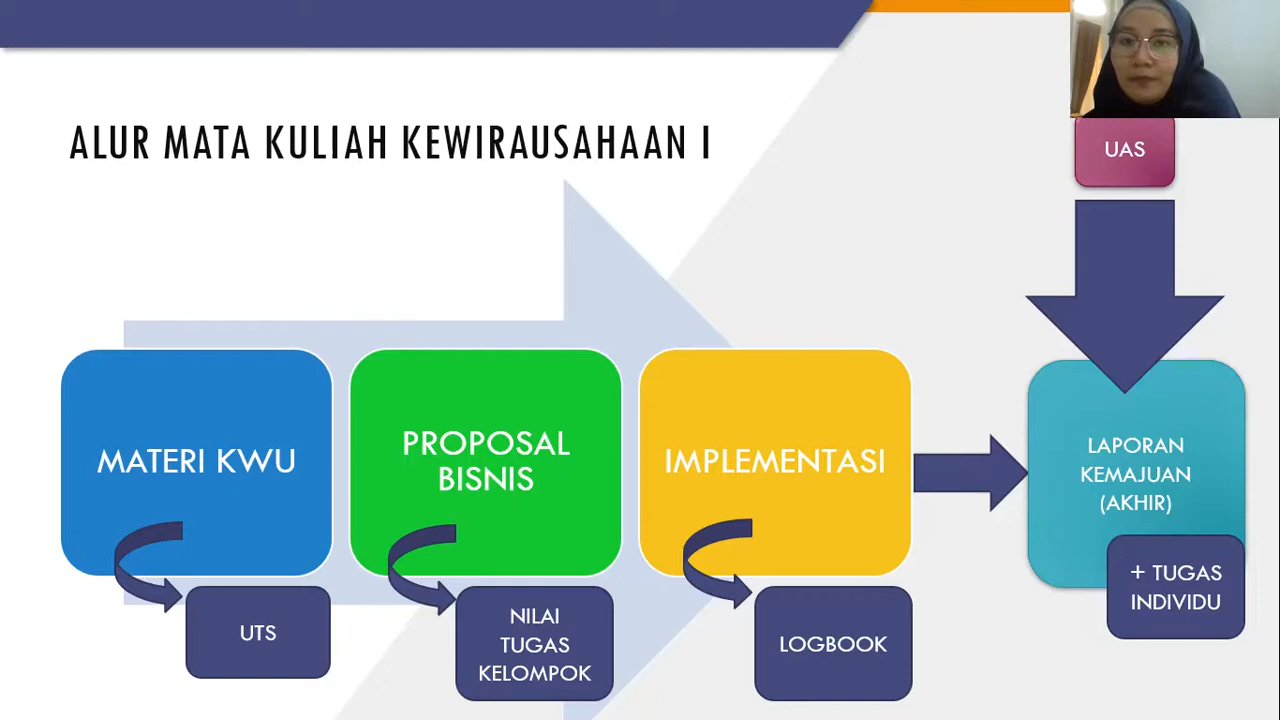 ALUR MATA KULIAH KEWIRAUSAHAAN I
UAS
MATERI KWU
PROPOSAL
BISNIS
IMPLEMENTASI
LAPORAN
KEMAJUAN
(AKHIR)
+ TUGAS
INDIVIDU
UTS
NILAI
TUGAS
KELOMPOK
LOGBOOK